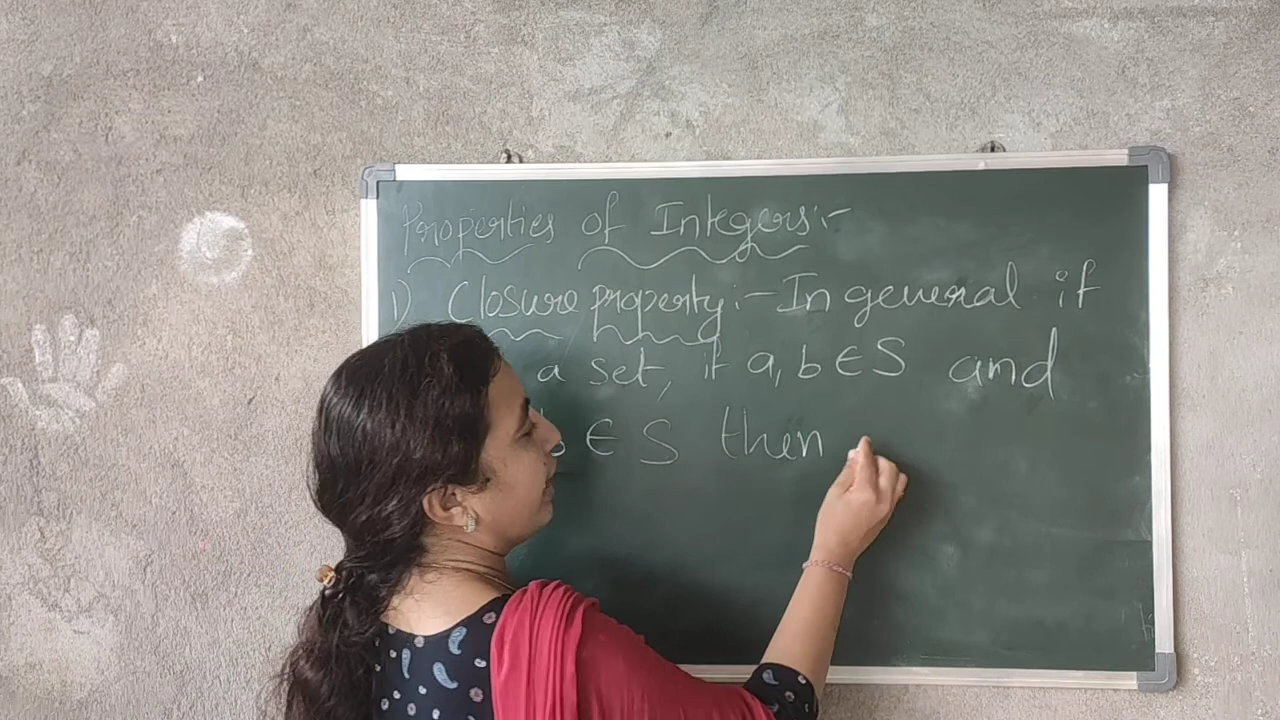 Properties of Integers:-
1) Closure property:- In general if
a set, if a, b ∈ S and
b ∈ S then